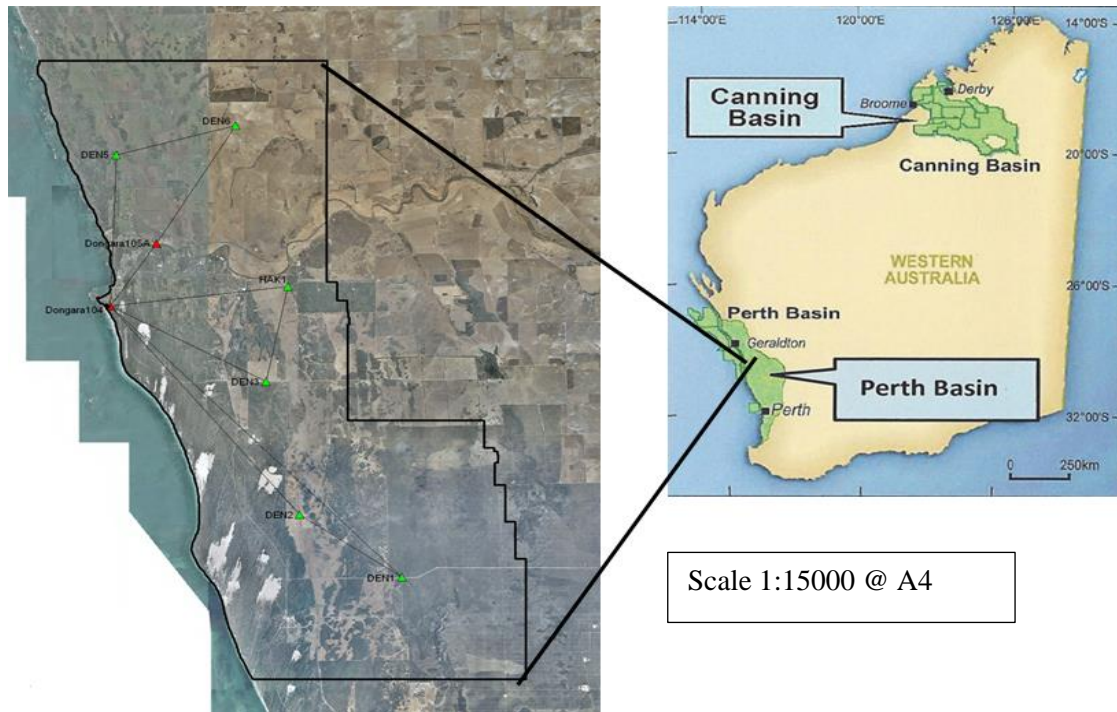 DEN6
DEN5
Dongara105A
HAK1
Dongara104
DEN3
DEN2
DEN1
114°00'E
120°00'E
126°00'E
14°00'S
Canning
Basin
Broome
Derby
Canning Basin
20°00'S
WESTERN
AUSTRALIA
26°00'S
Perth Basin
Geraldton
Perth Basin
Perth
32°00'S
0
250km
Scale 1:15000 @ A4